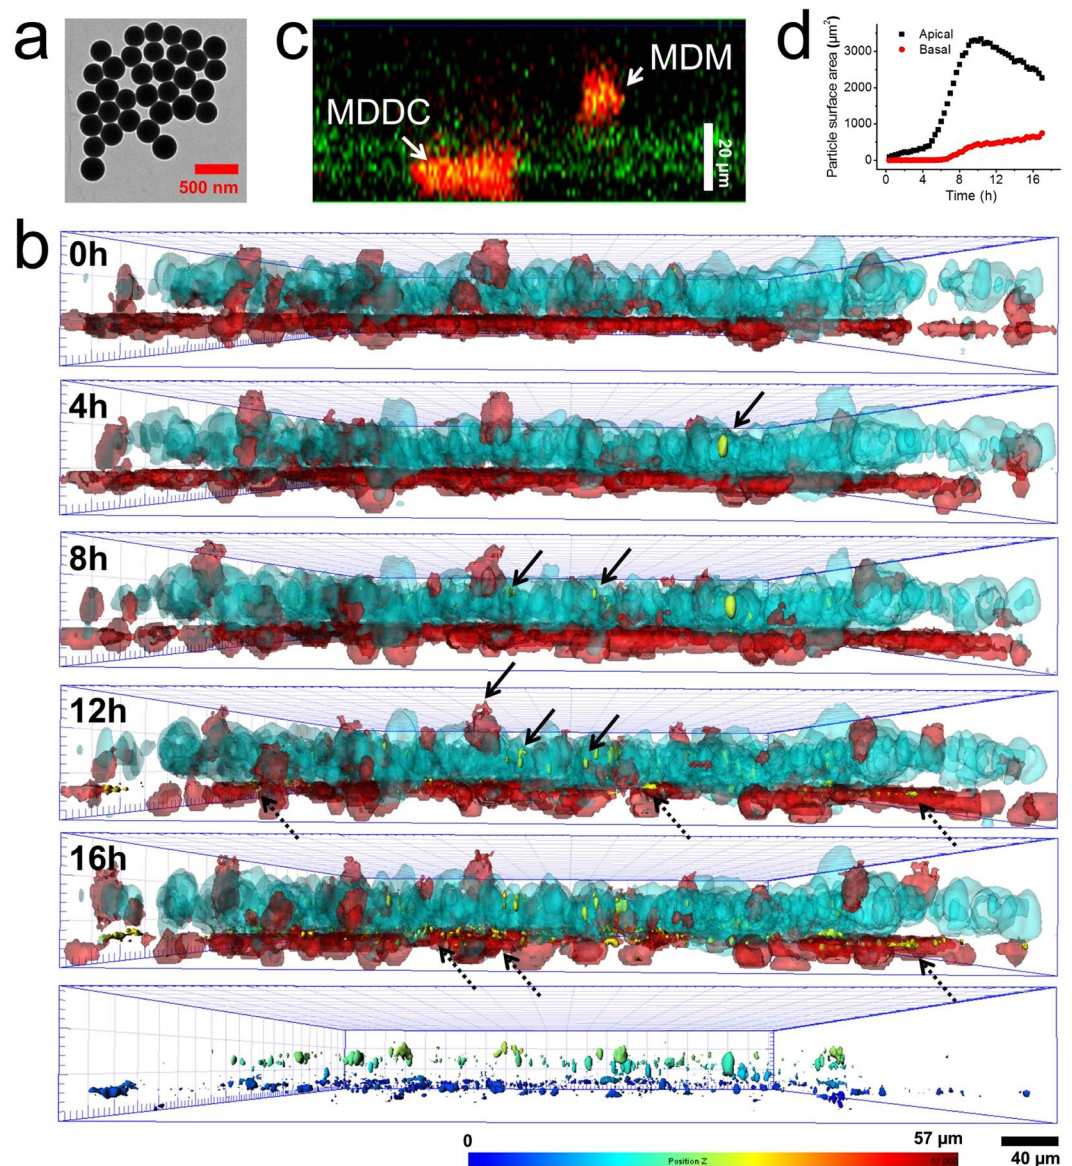 a
500 nm
c
MDDC
MDM
20 µm
d
Particle surface area (µm²)
Apical
Basal
3000
2000
1000
0
0 4 8 12 16
Time (h)
b
0h
4h
8h
12h
16h
0
57 µm
Position Z
40 µm